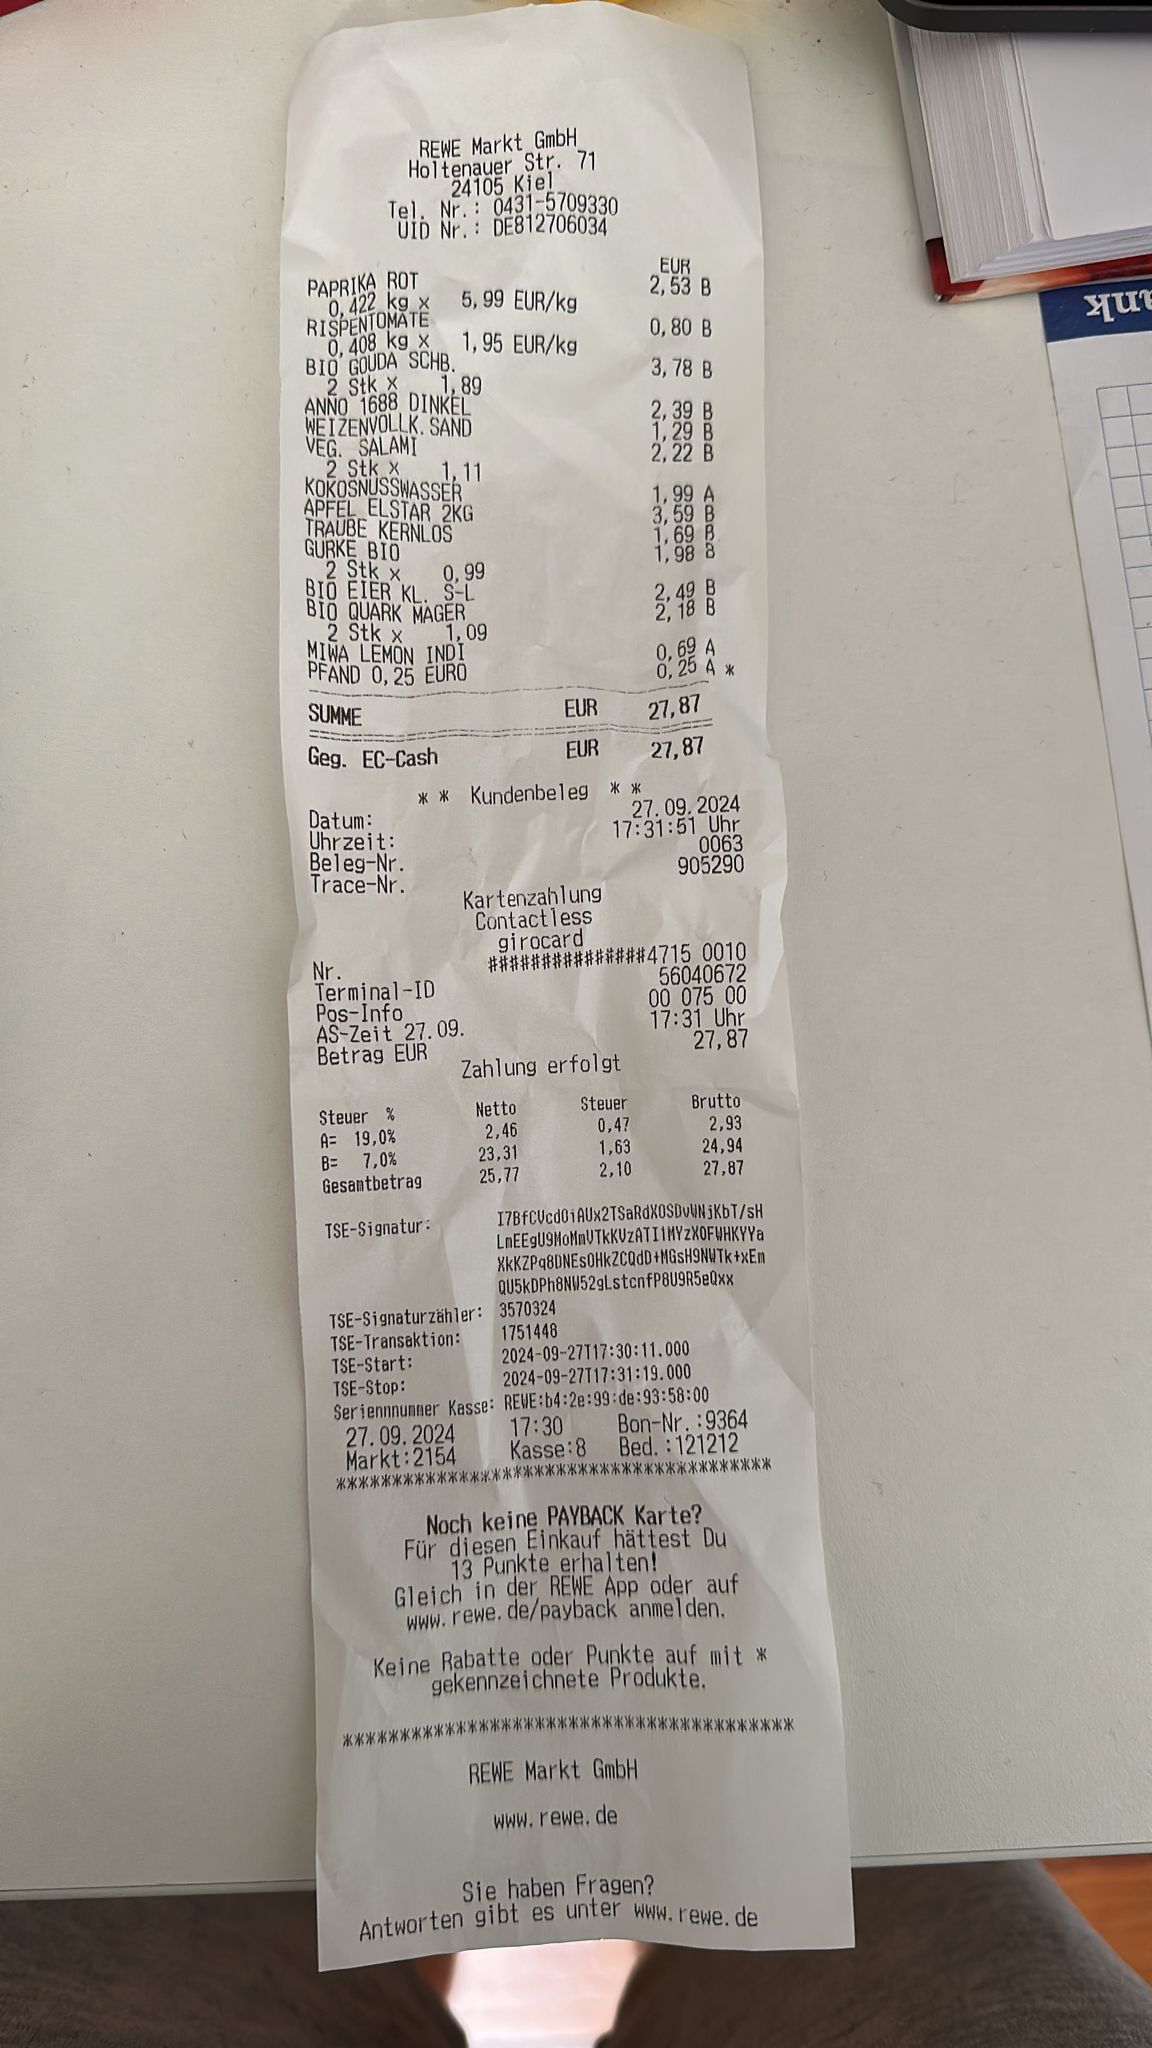 REWE Markt GmbH
Holtenauer Str. 71
24105 Kiel
Tel. Nr.: 0431-5709330
UID Nr.: DE812706034
EUR
PAPRIKA ROT 2,53 B
0,422 kg x 5,99 EUR/kg
RISPENTOMATE 0,80 B
0,408 kg x 1,95 EUR/kg
BIO GOUDA SCHB. 3,78 B
2 Stk x 1,89
ANNO 1688 DINKEL 2,39 B
WEIZENVOLLK.SAND 1,29 B
VEG. SALAMI 2,22 B
2 Stk x 1,11
KOKOSNUSSWASSER 1,99 A
APFEL ELSTAR 2KG 3,59 B
TRAUBE KERNLOS 1,69 B
GURKE BIO 1,98 B
2 Stk x 0,99
BIO EIER KL. S-L 2,49 B
BIO QUARK MAGER 2,18 B
2 Stk x 1,09
MIWA LEMON INDI 0,69 A
PFAND 0,25 EURO 0,25 A *
SUMME EUR 27,87
Geg. EC-Cash EUR 27,87
* * Kundenbeleg * *
Datum: 27.09.2024
Uhrzeit: 17:31:51 Uhr
Beleg-Nr. 0063
Trace-Nr. 905290
Kartenzahlung
Contactless
girocard
Nr. ###############4715 0010
Terminal-ID 56040672
Pos-Info 00 075 00
AS-Zeit 27.09. 17:31 Uhr
Betrag EUR 27,87
Zahlung erfolgt
Steuer % Netto Steuer Brutto
A= 19,0% 2,46 0,47 2,93
B= 7,0% 23,31 1,63 24,94
Gesamtbetrag 25,77 2,10 27,87
TSE-Signatur: I7BfCVcdOiAUx2TSaRdXOSDvWNjKbT/sH
LmEEgU9MoMmVTkKVzATI1MYzXOFWHKYYa
XkKZPq8DNEsOHkZCQdD+MGsH9NWTk+xEm
QU5kDPh8NW52gLstcnfP8U9R5eQxx
TSE-Signaturzähler: 3570324
TSE-Transaktion: 1751448
TSE-Start: 2024-09-27T17:30:11.000
TSE-Stop: 2024-09-27T17:31:19.000
Seriennnummer Kasse: REWE:b4:2e:99:de:93:58:00
27.09.2024 17:30 Bon-Nr.:9364
Markt:2154 Kasse:8 Bed.:121212
****************************************
Noch keine PAYBACK Karte?
Für diesen Einkauf hättest Du
13 Punkte erhalten!
Gleich in der REWE App oder auf
www.rewe.de/payback anmelden.
Keine Rabatte oder Punkte auf mit *
gekennzeichnete Produkte.
****************************************
REWE Markt GmbH
www.rewe.de
Sie haben Fragen?
Antworten gibt es unter www.rewe.de